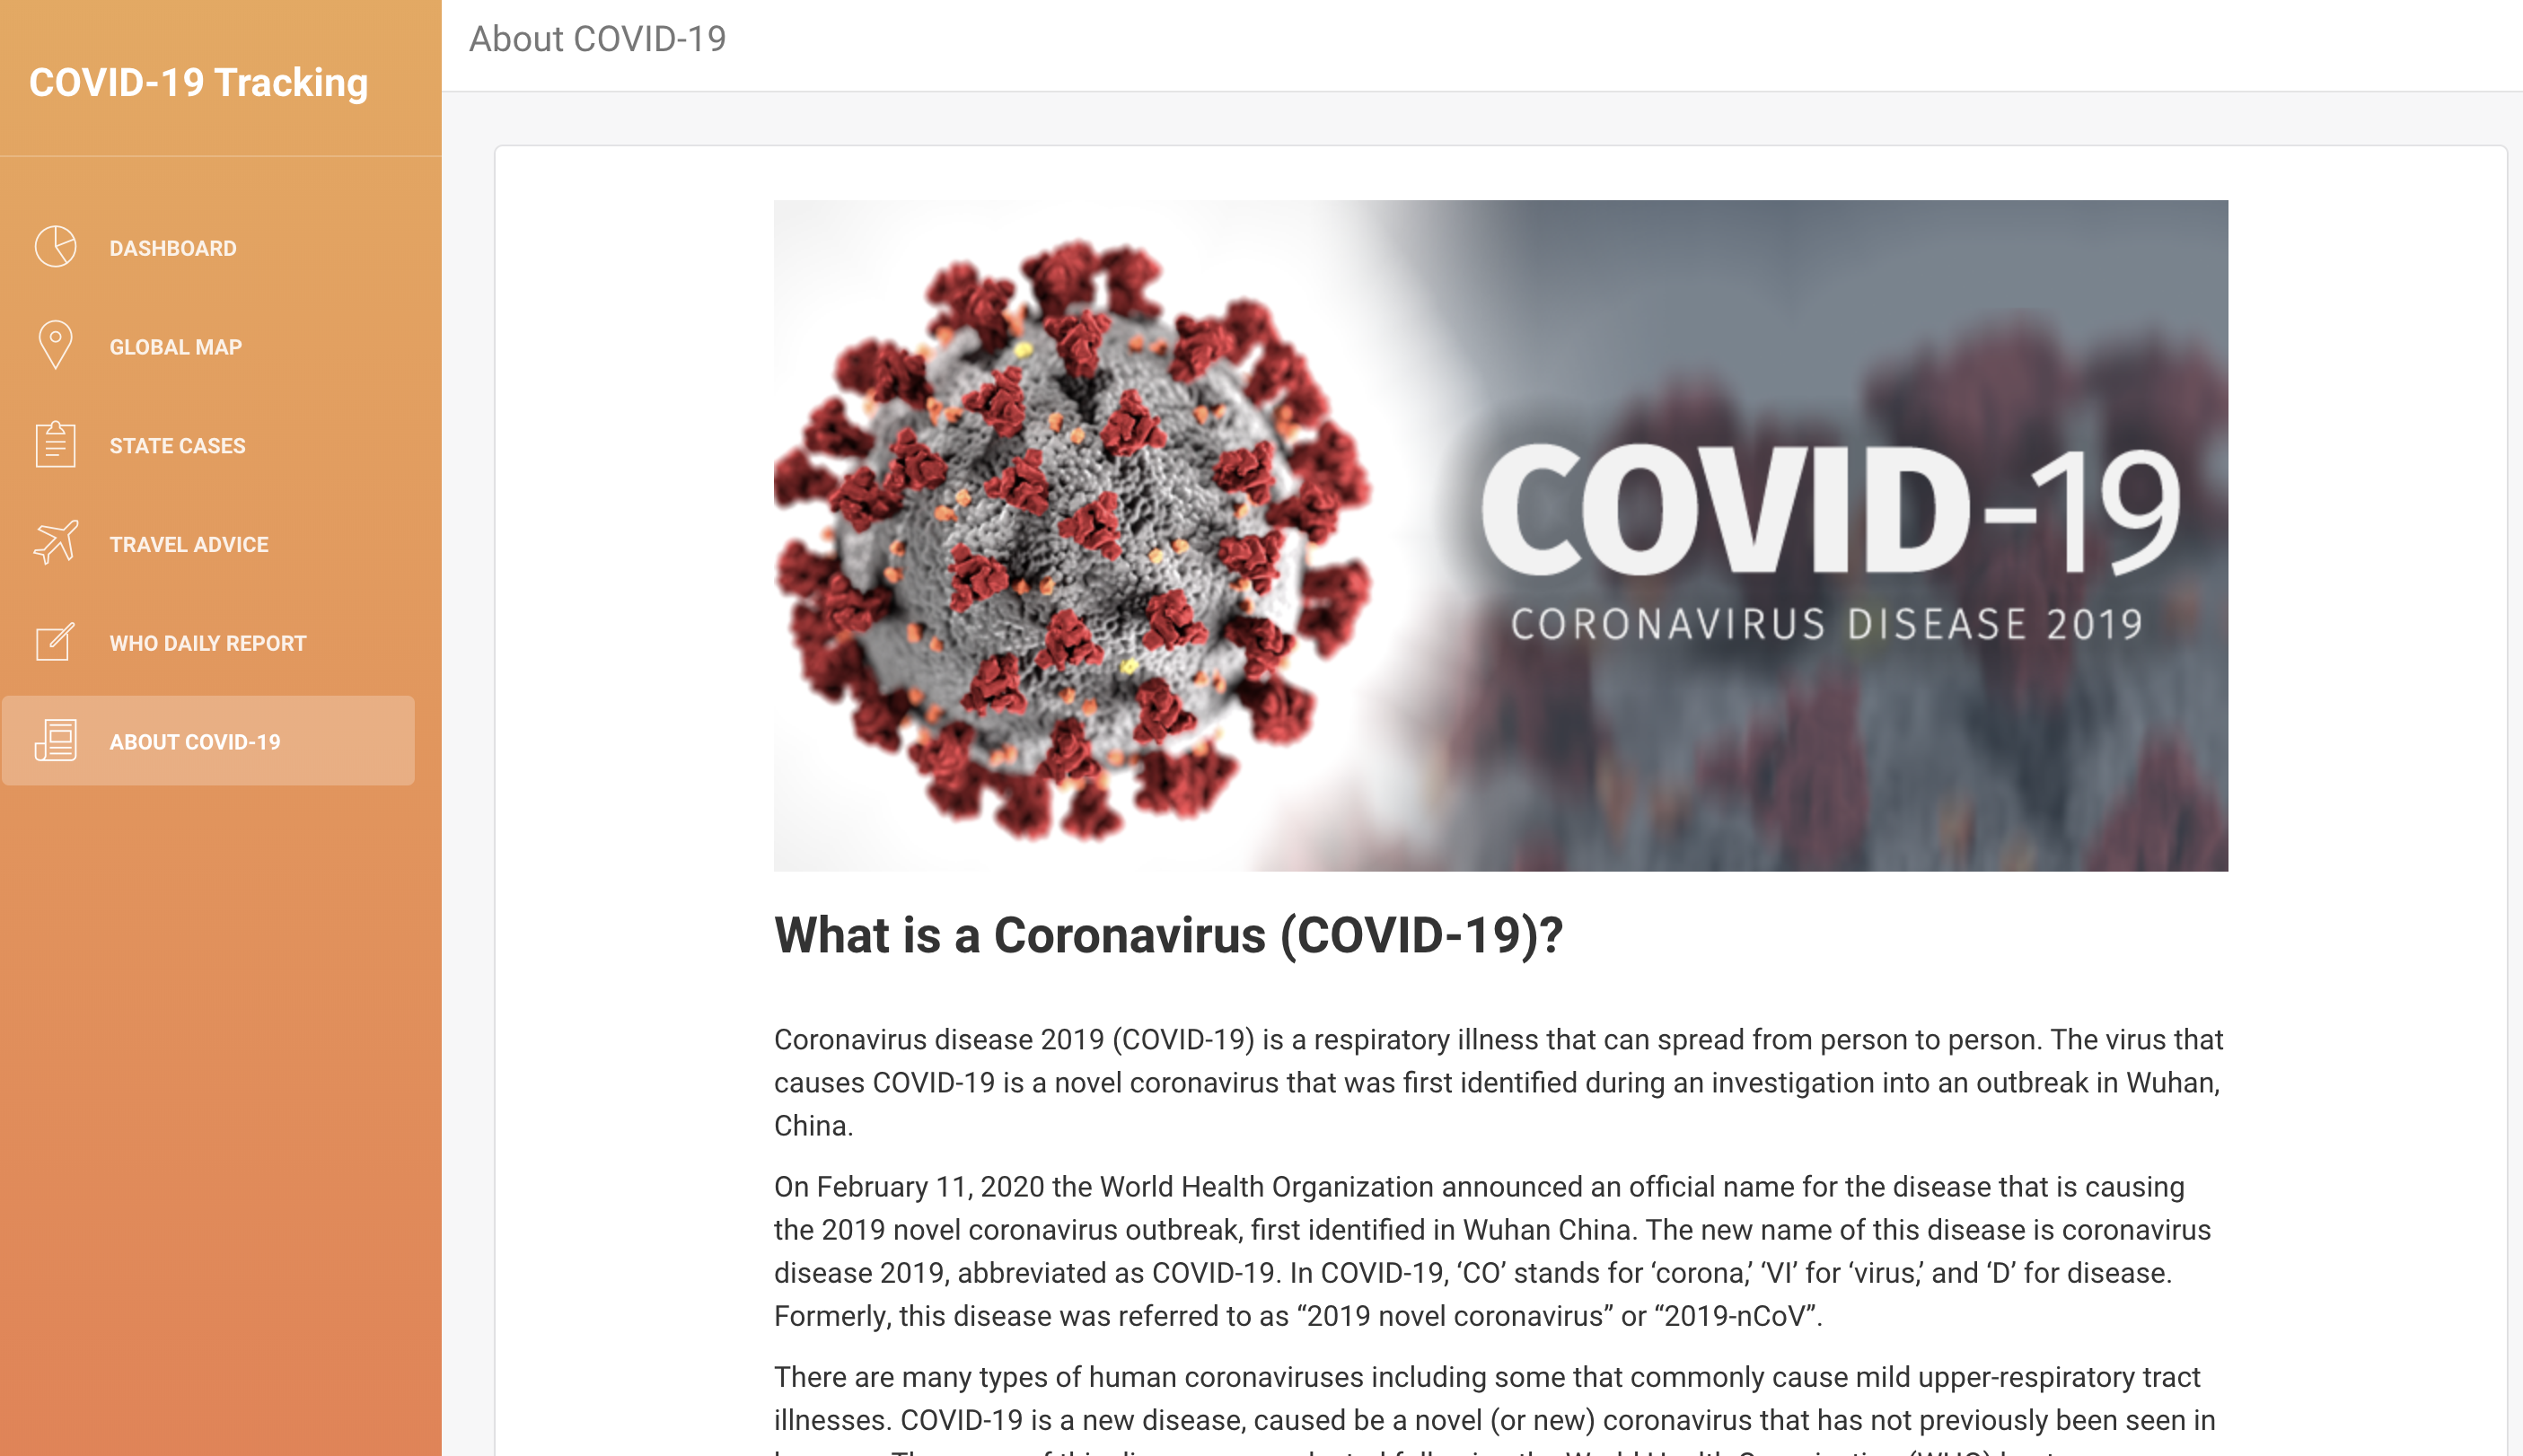 COVID-19 Tracking
DASHBOARD
GLOBAL MAP
STATE CASES
TRAVEL ADVICE
WHO DAILY REPORT
ABOUT COVID-19
About COVID-19
COVID-19
CORONAVIRUS DISEASE 2019
What is a Coronavirus (COVID-19)?
Coronavirus disease 2019 (COVID-19) is a respiratory illness that can spread from person to person. The virus that
causes COVID-19 is a novel coronavirus that was first identified during an investigation into an outbreak in Wuhan,
China.
On February 11, 2020 the World Health Organization announced an official name for the disease that is causing
the 2019 novel coronavirus outbreak, first identified in Wuhan China. The new name of this disease is coronavirus
disease 2019, abbreviated as COVID-19. In COVID-19, ‘CO’ stands for ‘corona,’ ‘VI’ for ‘virus,’ and ‘D’ for disease.
Formerly, this disease was referred to as “2019 novel coronavirus” or “2019-nCoV”.
There are many types of human coronaviruses including some that commonly cause mild upper-respiratory tract
illnesses. COVID-19 is a new disease, caused be a novel (or new) coronavirus that has not previously been seen in